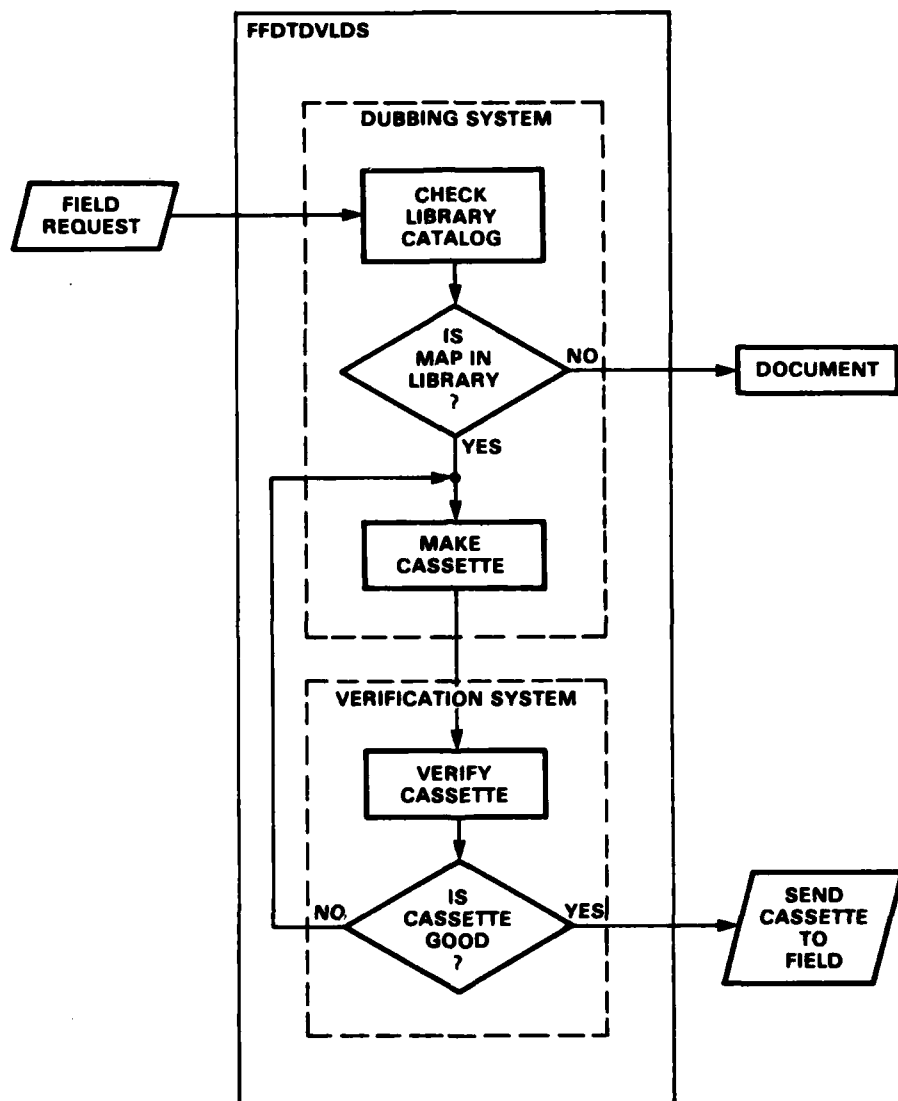 FFDTDVLDS
DUBBING SYSTEM
FIELD
REQUEST
CHECK
LIBRARY
CATALOG
IS
MAP IN
LIBRARY
?
NO
DOCUMENT
YES
MAKE
CASSETTE
VERIFICATION SYSTEM
VERIFY
CASSETTE
IS
CASSETTE
GOOD
?
NO
YES
SEND
CASSETTE
TO
FIELD